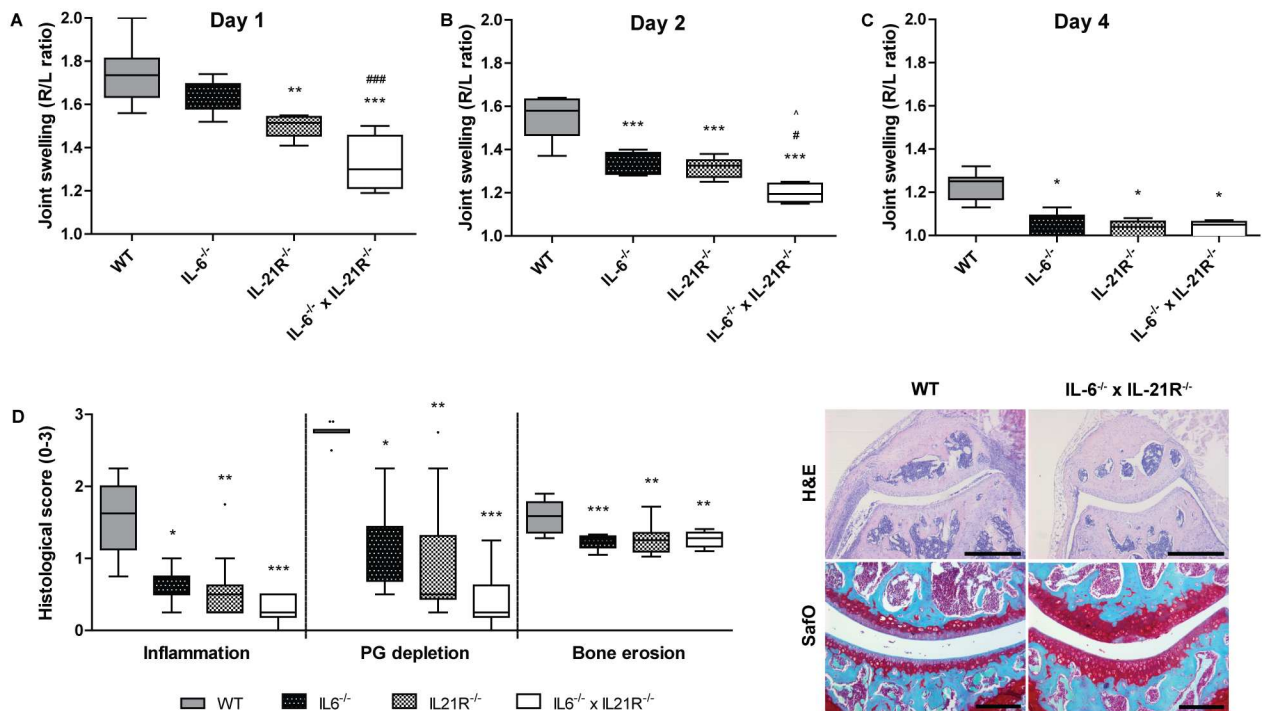 A
Day 1
Joint swelling (R/L ratio)
2.0
1.8
1.6
1.4
1.2
1.0
**
###
***
WT
IL-6-/-
IL-21R-/-
IL-6-/- x IL-21R-/-
B
Day 2
Joint swelling (R/L ratio)
2.0
1.8
1.6
1.4
1.2
1.0
***
***
^
#
***
WT
IL-6-/-
IL-21R-/-
IL-6-/- x IL-21R-/-
C
Day 4
Joint swelling (R/L ratio)
2.0
1.8
1.6
1.4
1.2
1.0
*
*
*
WT
IL-6-/-
IL-21R-/-
IL-6-/- x IL-21R-/-
D
Histological score (0-3)
3
2
1
0
*
**
***
*
**
***
***
**
**
Inflammation
PG depletion
Bone erosion
WT
IL6-/-
IL21R-/-
IL6-/- x IL21R-/-
WT
IL-6-/- x IL-21R-/-
H&E
SafO